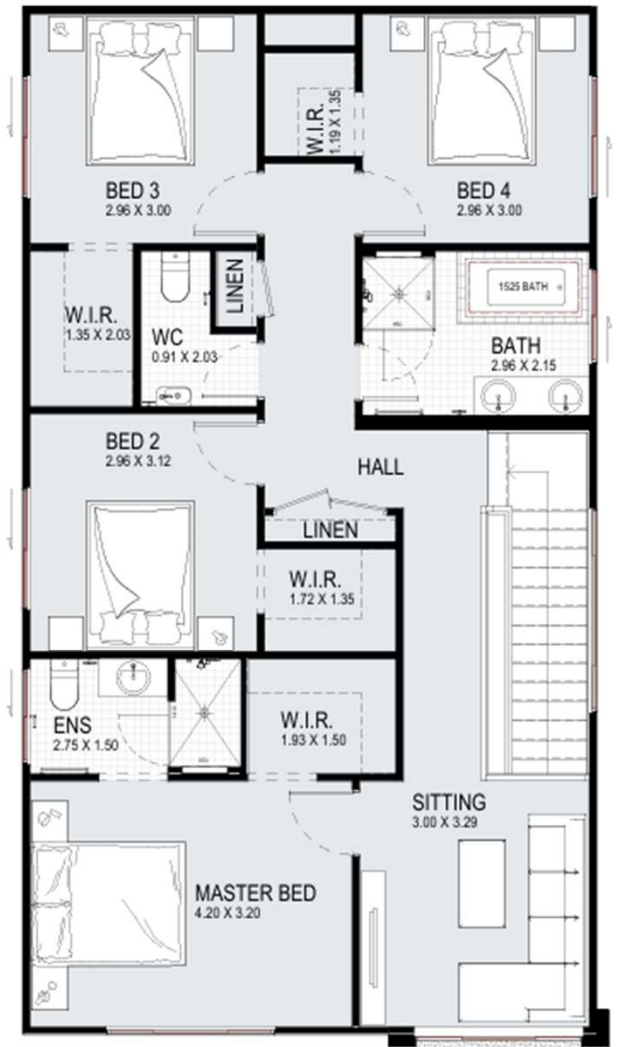 W.I.R.
1.19 X 1.35
BED 3
2.96 X 3.00
BED 4
2.96 X 3.00
LINEN
W.I.R.
1.35 X 2.03
WC
0.91 X 2.03
1525 BATH
BATH
2.96 X 2.15
BED 2
2.96 X 3.12
HALL
LINEN
W.I.R.
1.72 X 1.35
ENS
2.75 X 1.50
W.I.R.
1.93 X 1.50
SITTING
3.00 X 3.29
MASTER BED
4.20 X 3.20